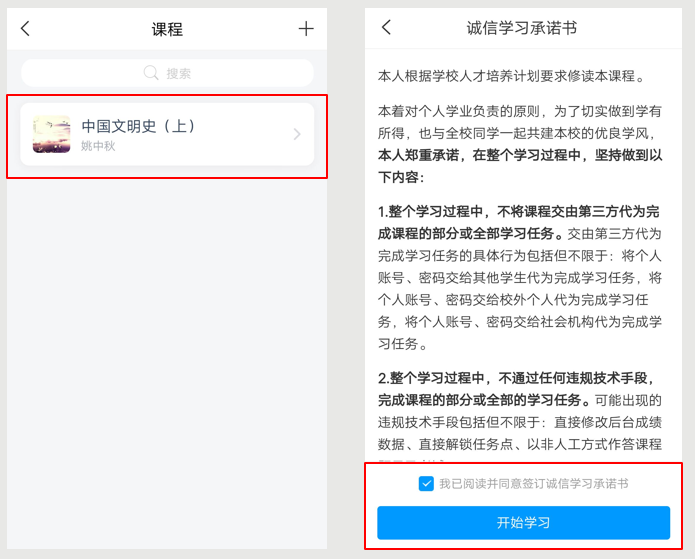 课程
搜索
中国文明史（上）
姚中秋
诚信学习承诺书
本人根据学校人才培养计划要求修读本课程。
本着对个人学业负责的原则，为了切实做到学有
所得，也与全校同学一起共建本校的优良学风，
本人郑重承诺，在整个学习过程中，坚持做到以
下内容：
1.整个学习过程中，不将课程交由第三方代为完
成课程的部分或全部学习任务。交由第三方代为
完成学习任务的具体行为包括但不限于：将个人
账号、密码交给其他学生代为完成学习任务，将
个人账号、密码交给校外个人代为完成学习任
务，将个人账号、密码交给社会机构代为完成学
习任务。
2.整个学习过程中，不通过任何违规技术手段，
完成课程的部分或全部的学习任务。可能出现的
违规技术手段包括但不限于：直接修改后台成绩
数据、直接解锁任务点、以非人工方式作答课程
我已阅读并同意签订诚信学习承诺书
开始学习